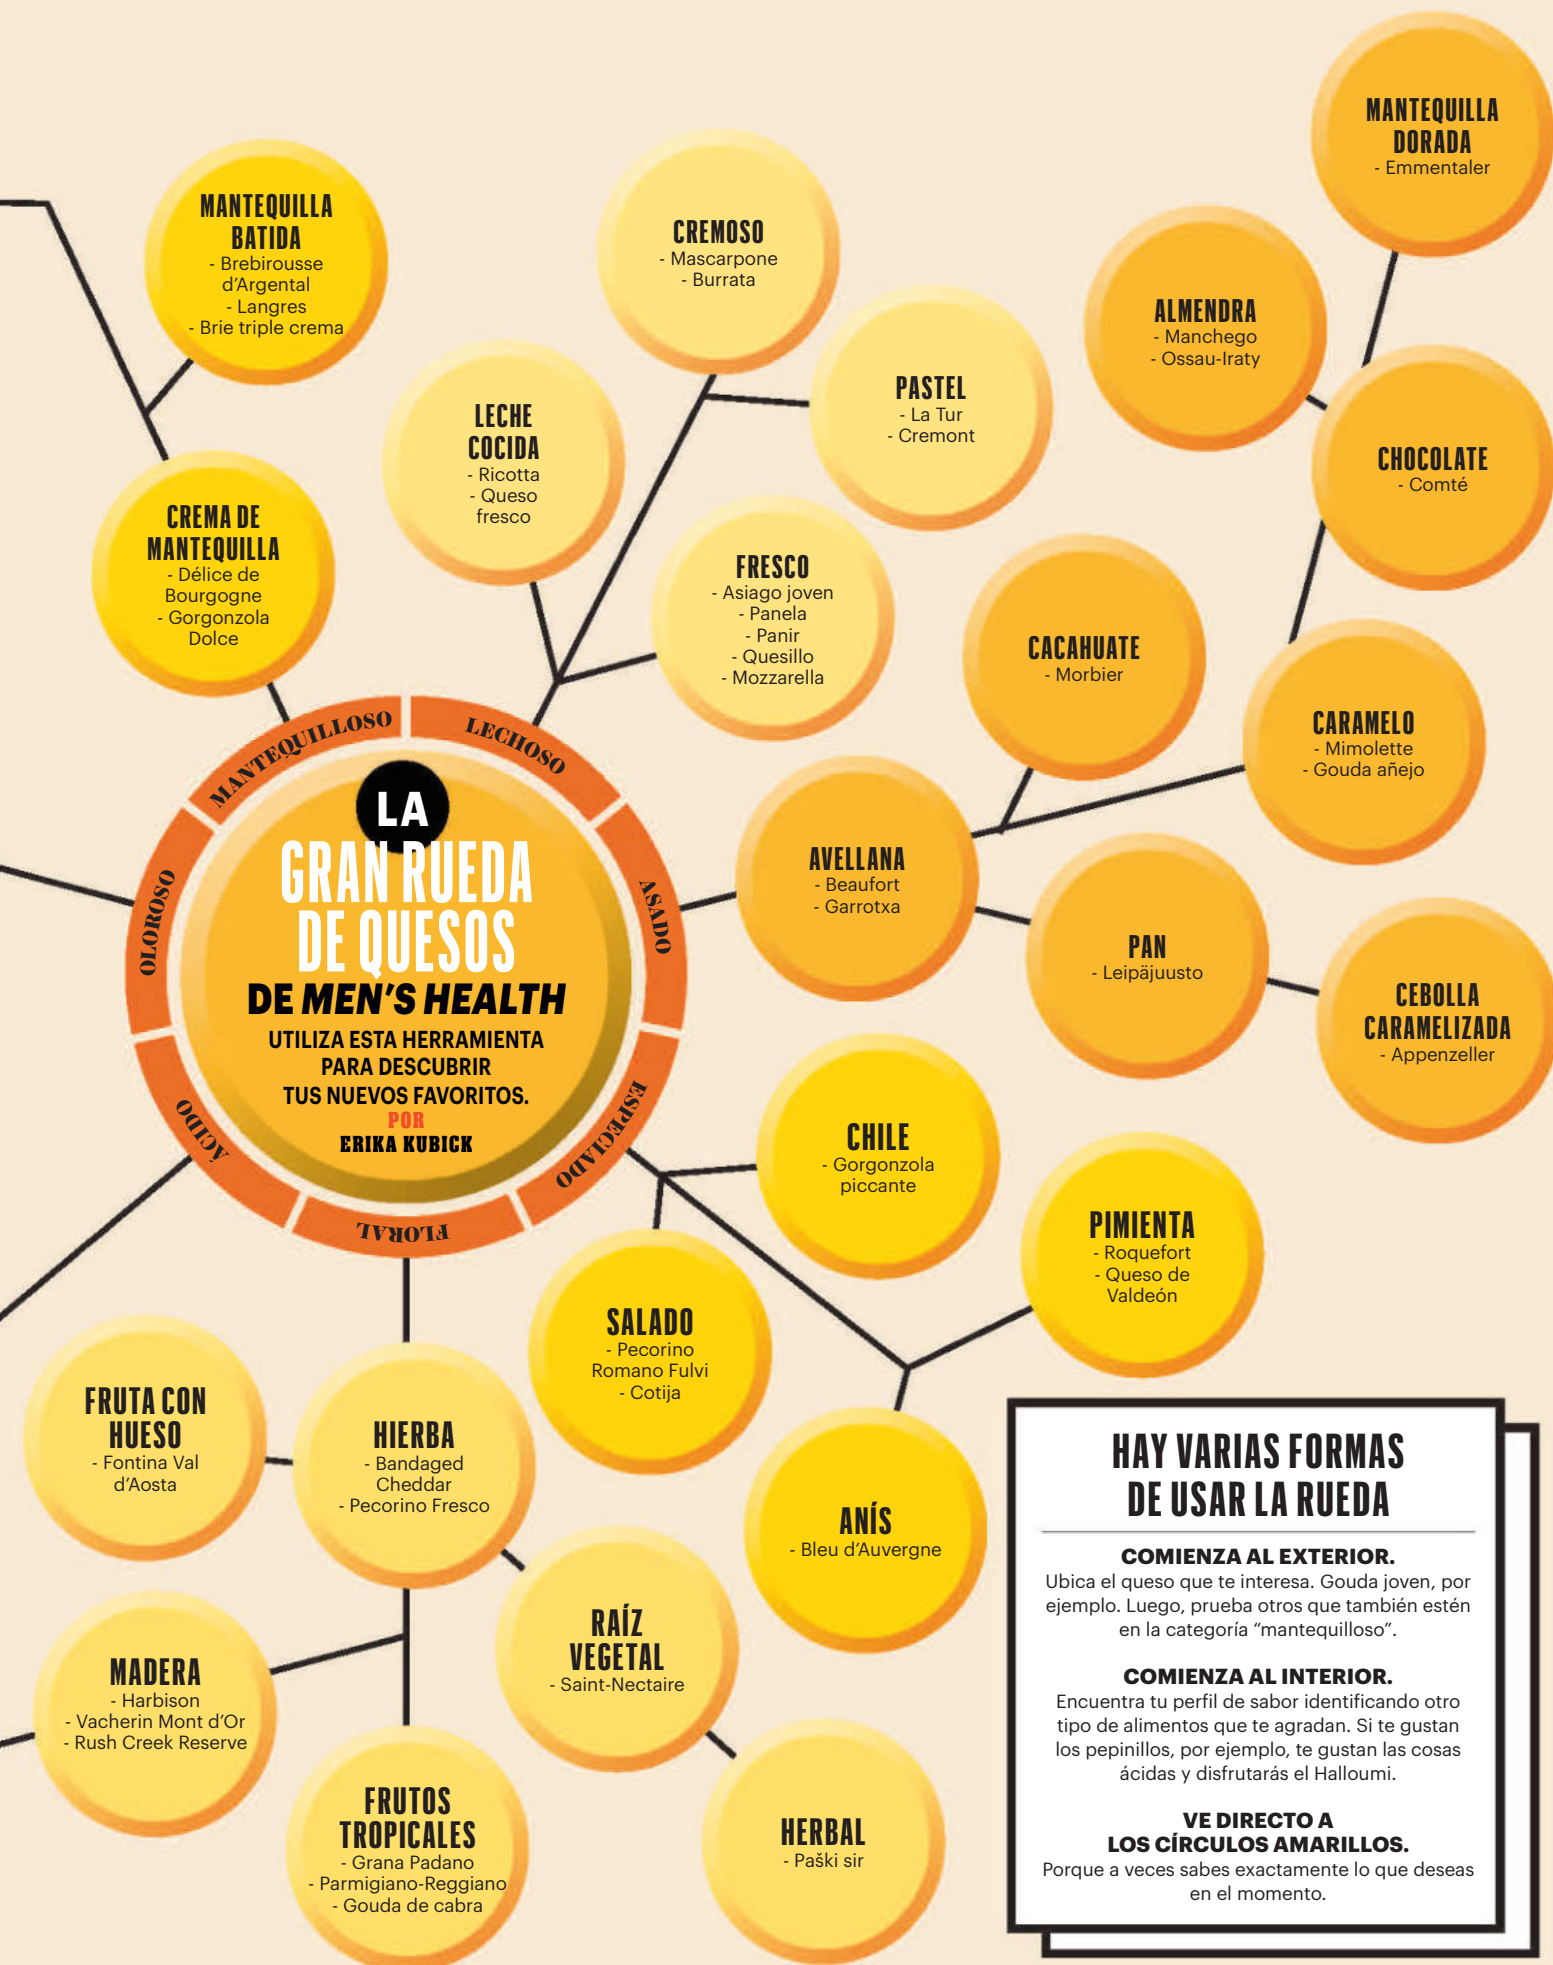 MANTEQUILLA
DORADA
- Emmentaler
MANTEQUILLA
BATIDA
- Brebirousse
d'Argental
- Langres
- Brie triple crema
CREMOSO
- Mascarpone
- Burrata
ALMENDRA
- Manchego
- Ossau-Iraty
PASTEL
- La Tur
- Cremont
LECHE
COCIDA
- Ricotta
- Queso
fresco
CHOCOLATE
- Comté
CREMA DE
MANTEQUILLA
- Délice de
Bourgogne
- Gorgonzola
Dolce
FRESCO
- Asiago joven
- Panela
- Panir
- Quesillo
- Mozzarella
CACAHUATE
- Morbier
CARAMELO
- Mimolette
- Gouda añejo
MANTEQUILLOSO
LECHOSO
ASADO
ESPECIADO
FLORAL
ÁCIDO
OLOROSO
LA
GRAN RUEDA
DE QUESOS
DE MEN'S HEALTH
UTILIZA ESTA HERRAMIENTA
PARA DESCUBRIR
TUS NUEVOS FAVORITOS.
POR
ERIKA KUBICK
AVELLANA
- Beaufort
- Garrotxa
PAN
- Leipäjuusto
CEBOLLA
CARAMELIZADA
- Appenzeller
CHILE
- Gorgonzola
piccante
PIMIENTA
- Roquefort
- Queso de
Valdeón
SALADO
- Pecorino
Romano Fulvi
- Cotija
ANÍS
- Bleu d'Auvergne
FRUTA CON
HUESO
- Fontina Val
d'Aosta
HIERBA
- Bandaged
Cheddar
- Pecorino Fresco
RAÍZ
VEGETAL
- Saint-Nectaire
MADERA
- Harbison
- Vacherin Mont d'Or
- Rush Creek Reserve
FRUTOS
TROPICALES
- Grana Padano
- Parmigiano-Reggiano
- Gouda de cabra
HERBAL
- Paški sir
HAY VARIAS FORMAS
DE USAR LA RUEDA
COMIENZA AL EXTERIOR.
Ubica el queso que te interesa. Gouda joven, por
ejemplo. Luego, prueba otros que también estén
en la categoría "mantequilloso".
COMIENZA AL INTERIOR.
Encuentra tu perfil de sabor identificando otro
tipo de alimentos que te agradan. Si te gustan
los pepinillos, por ejemplo, te gustan las cosas
ácidas y disfrutarás el Halloumi.
VE DIRECTO A
LOS CÍRCULOS AMARILLOS.
Porque a veces sabes exactamente lo que deseas
en el momento.